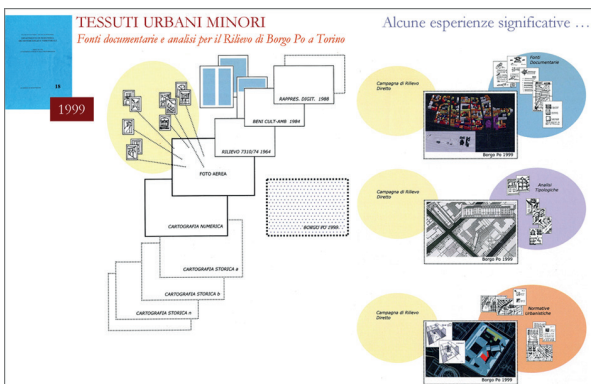 TESSUTI URBANI MINORI
Alcune esperienze significative ...
Fonti documentarie e analisi per il Rilievo di Borgo Po a Torino
19
1999
RAPPRES. DIGIT. 1988
BENI CULT-AMB 1984
RILIEVO 7310/74 1964
FOTO AEREA
CARTOGRAFIA NUMERICA
BORGO PO 1998
CARTOGRAFIA STORICA a
CARTOGRAFIA STORICA b
CARTOGRAFIA STORICA n
Campagna di Rilievo
Diretto
Fonti
Documentarie
Borgo Po 1999
Campagna di Rilievo
Diretto
Analisi
Tipologiche
Borgo Po 1999
Campagna di Rilievo
Diretto
Normative
Urbanistiche
Borgo Po 1999